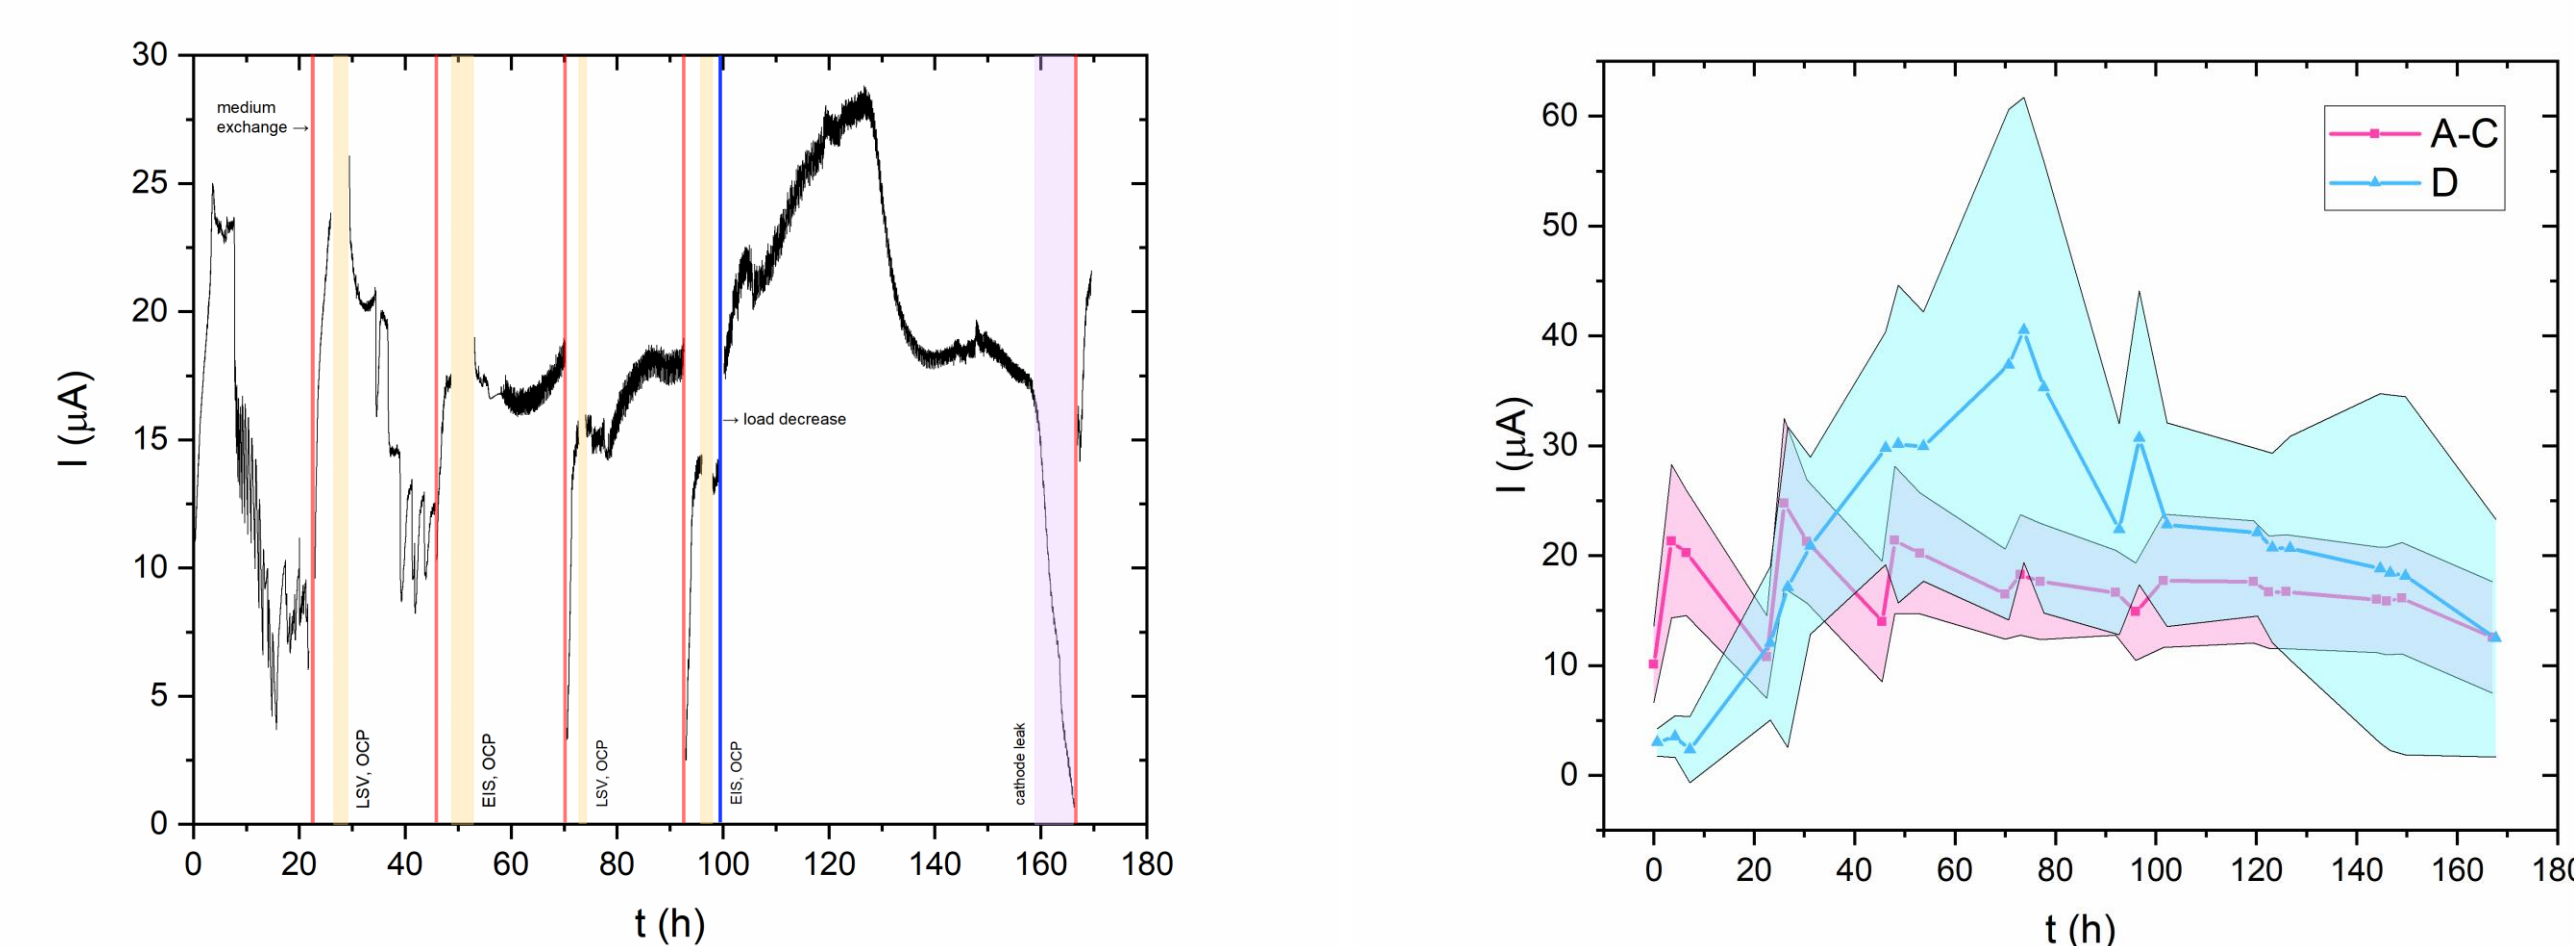 30
25
20
15
10
5
0
I (µA)
medium
exchange →
→ load decrease
LSV, OCP
EIS, OCP
LSV, OCP
EIS, OCP
cathode leak
0 20 40 60 80 100 120 140 160 180
t (h)
60
50
40
30
20
10
0
I (µA)
A-C
D
0 20 40 60 80 100 120 140 160 180
t (h)